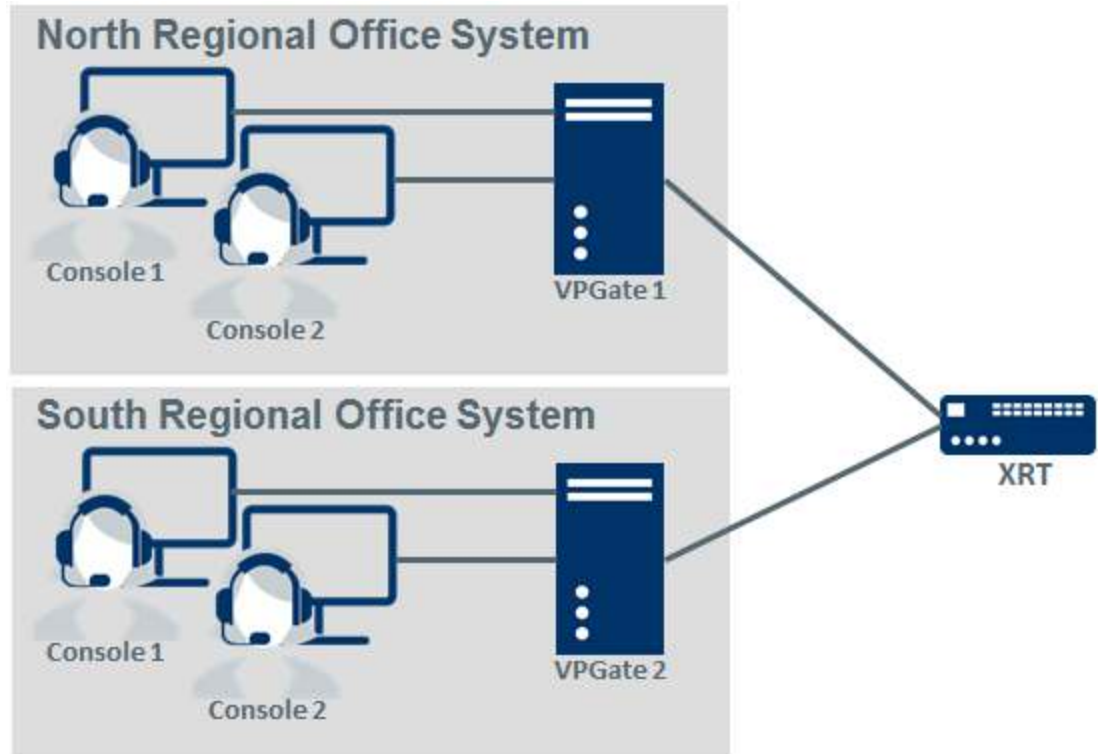 North Regional Office System
Console 1
VPGate 1
Console 2
South Regional Office System
XRT
Console 1
VPGate 2
Console 2